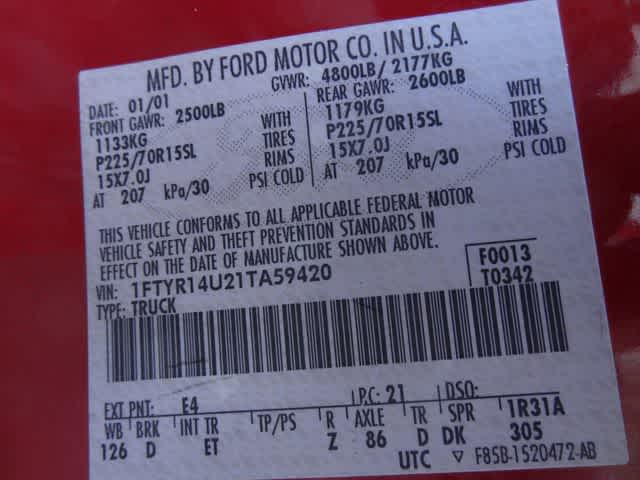 MFD. BY FORD MOTOR CO. IN U.S.A.
DATE: 01/01 GVWR: 4800LB/ 2177KG
FRONT GAWR: 2500LB REAR GAWR: 2600LB
1133KG WITH 1179KG WITH
P225/70R15SL TIRES P225/70R15SL TIRES
15X7.0J RIMS 15X7.0J RIMS
AT 207 kPa/30 PSI COLD AT 207 kPa/30 PSI COLD
THIS VEHICLE CONFORMS TO ALL APPLICABLE FEDERAL MOTOR
VEHICLE SAFETY AND THEFT PREVENTION STANDARDS IN
EFFECT ON THE DATE OF MANUFACTURE SHOWN ABOVE.
VIN: 1FTYR14U21TA59420 F0013
TYPE: TRUCK T0342
EXT PNT: E4 P.C: 21 DSO:
WB BRK INT TR TP/PS R AXLE TR SPR 1R31A
126 D ET Z 86 D DK 305
UTC ▽ F85B-1520472-AB